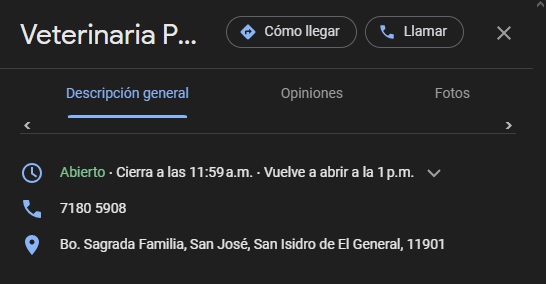 Veterinaria P...
Cómo llegar
Llamar
Descripción general
Opiniones
Fotos
Abierto · Cierra a las 11:59 a.m. · Vuelve a abrir a la 1 p.m.
7180 5908
Bo. Sagrada Familia, San José, San Isidro de El General, 11901